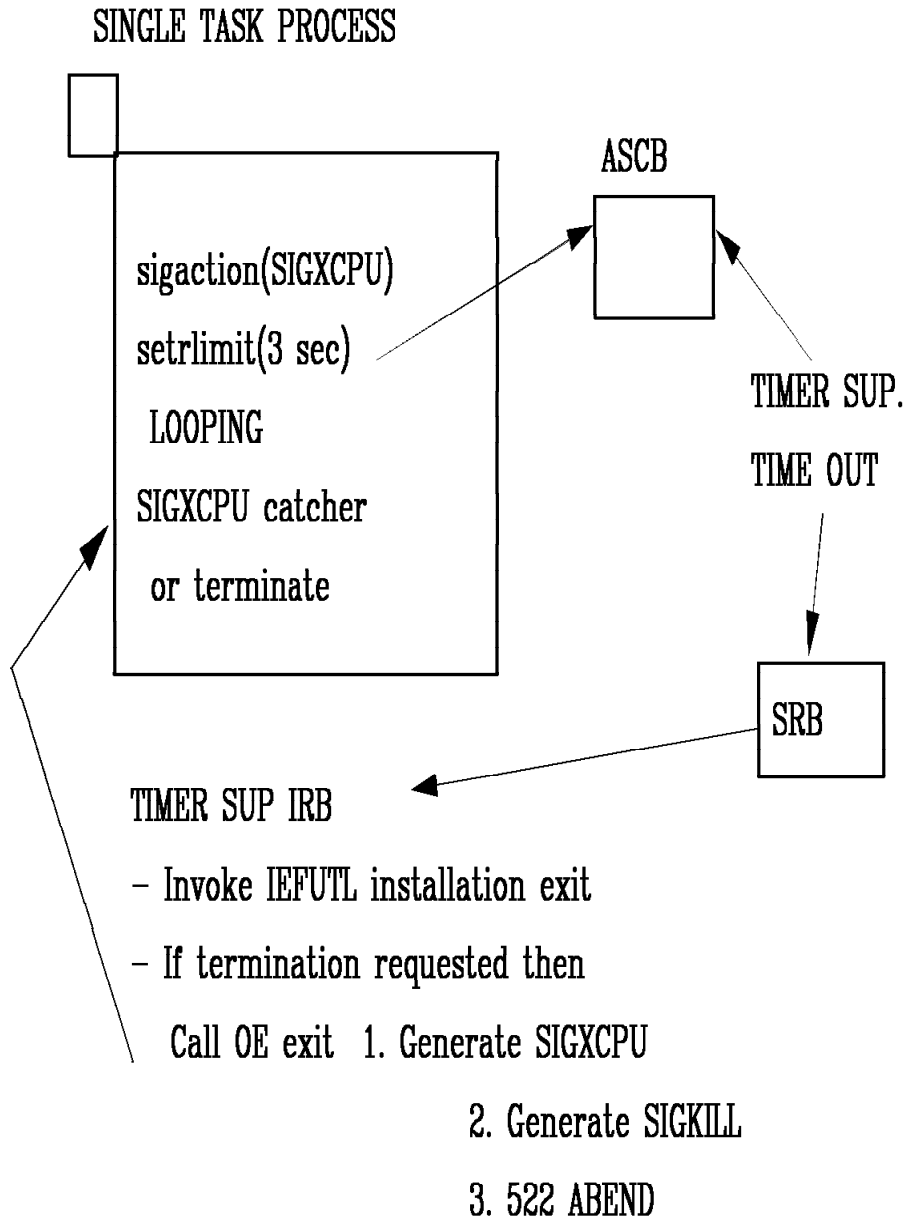 SINGLE TASK PROCESS
ASCB
sigaction(SIGXCPU)
setrlimit(3 sec)
LOOPING
SIGXCPU catcher
or terminate
TIMER SUP.
TIME OUT
SRB
TIMER SUP IRB
- Invoke IEFUTL installation exit
- If termination requested then
Call OE exit 1. Generate SIGXCPU
2. Generate SIGKILL
3. 522 ABEND